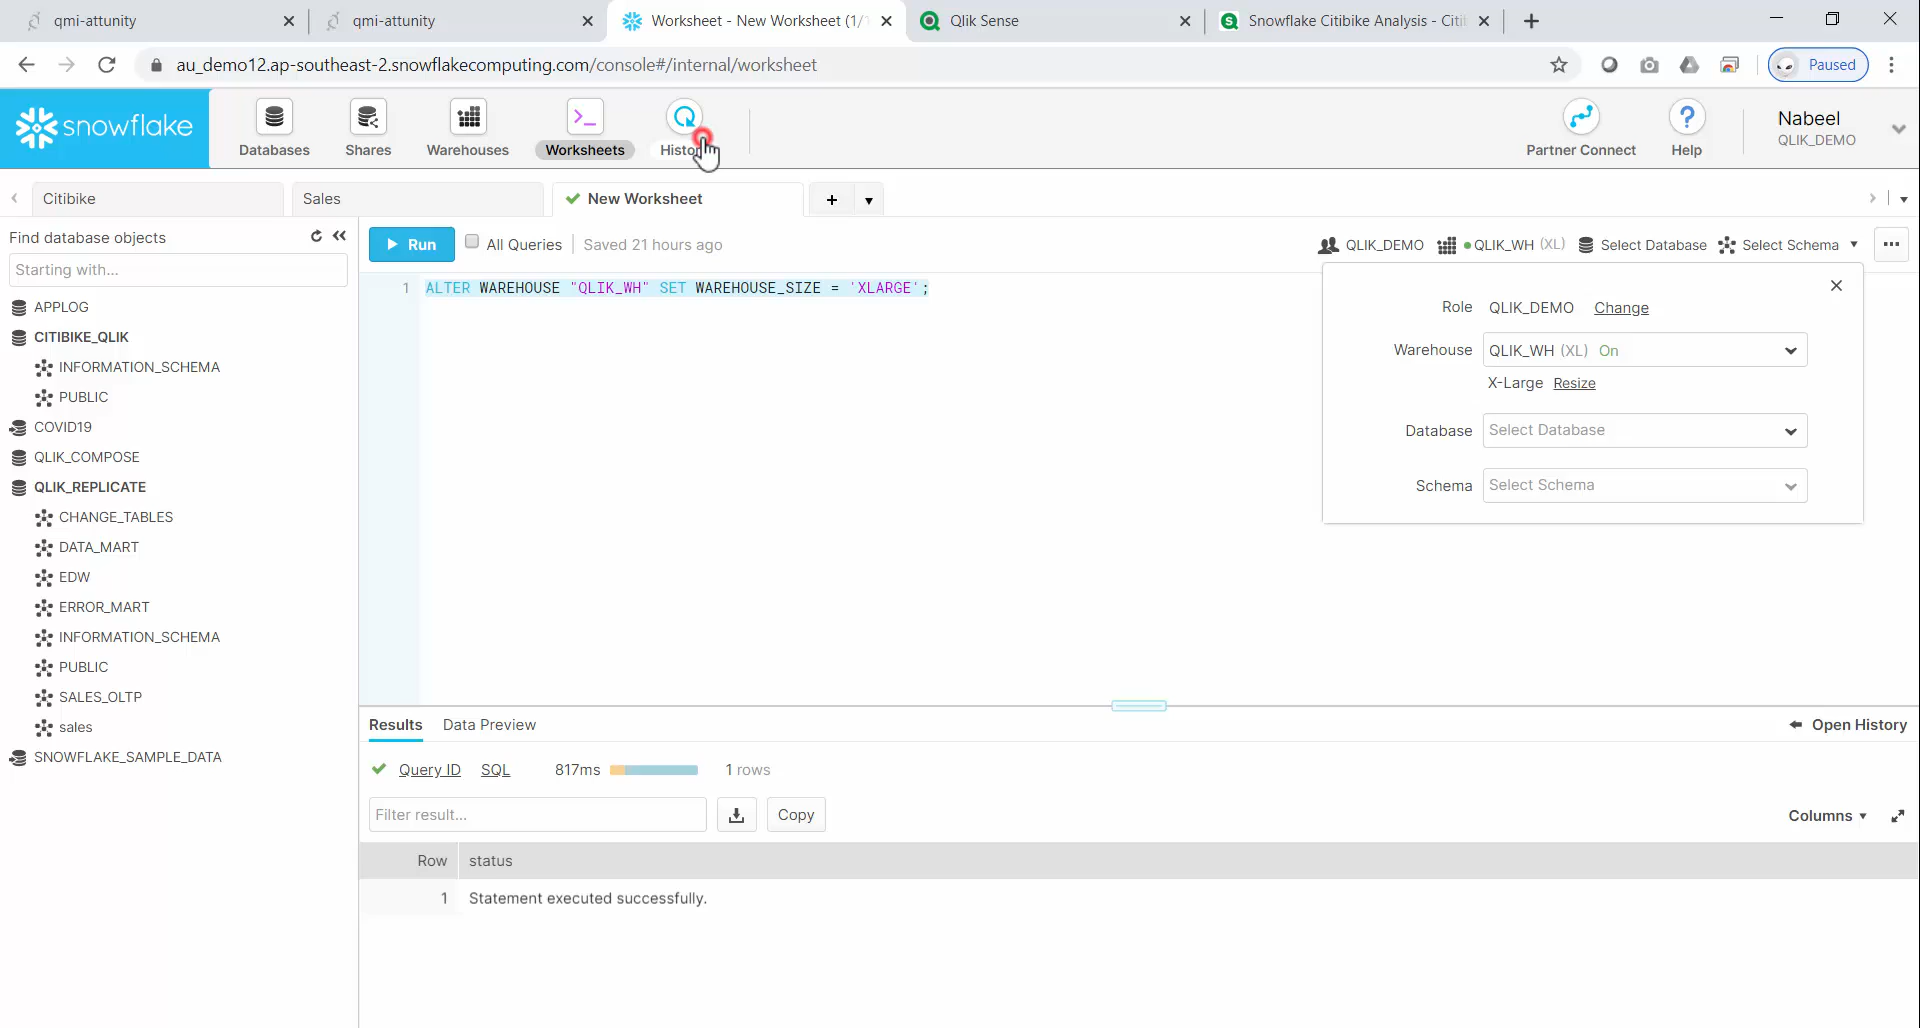 qmi-attunity
qmi-attunity
Worksheet - New Worksheet (1/1
Qlik Sense
Snowflake Citibike Analysis - Citi
au_demo12.ap-southeast-2.snowflakecomputing.com/console#/internal/worksheet
Paused
snowflake
Databases
Shares
Warehouses
Worksheets
Histor
Partner Connect
Help
Nabeel
QLIK_DEMO
Citibike
Sales
New Worksheet
Find database objects
Starting with...
Run
All Queries
Saved 21 hours ago
QLIK_DEMO
QLIK_WH (XL)
Select Database
Select Schema
APPLOG
CITIBIKE_QLIK
INFORMATION_SCHEMA
PUBLIC
COVID19
QLIK_COMPOSE
QLIK_REPLICATE
CHANGE_TABLES
DATA_MART
EDW
ERROR_MART
INFORMATION_SCHEMA
PUBLIC
SALES_OLTP
sales
SNOWFLAKE_SAMPLE_DATA
1 ALTER WAREHOUSE "QLIK_WH" SET WAREHOUSE_SIZE = 'XLARGE';
Role QLIK_DEMO Change
Warehouse QLIK_WH (XL) On
X-Large Resize
Database Select Database
Schema Select Schema
Results
Data Preview
Open History
Query ID SQL 817ms 1 rows
Filter result...
Copy
Columns
Row status
1 Statement executed successfully.